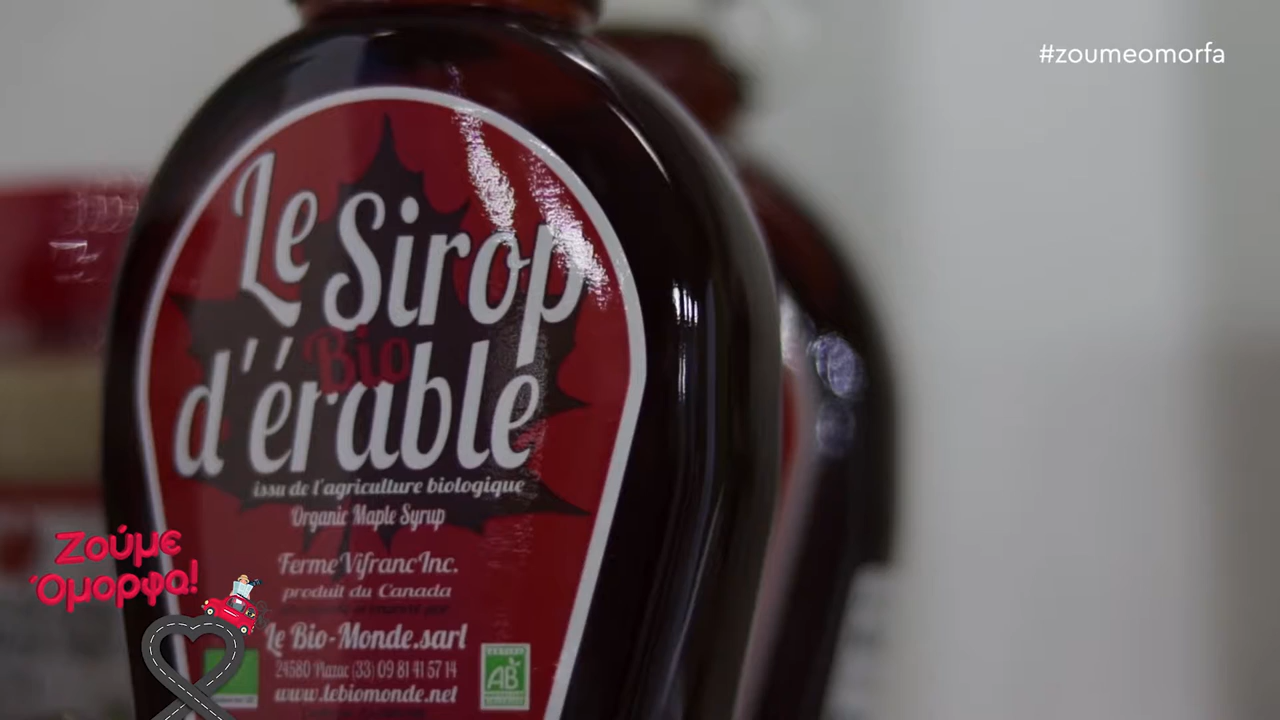 #zoumeomorfa
Le Sirop
Bio
d'érable
issu de l'agriculture biologique
Organic Maple Syrup
Ferme Vifranc Inc.
produit du Canada
Le Bio-Monde.sarl
24580 Plazac (33) 09 81 41 57 14
www.lebiomonde.net
AB
Ζούμε
Όμορφα!